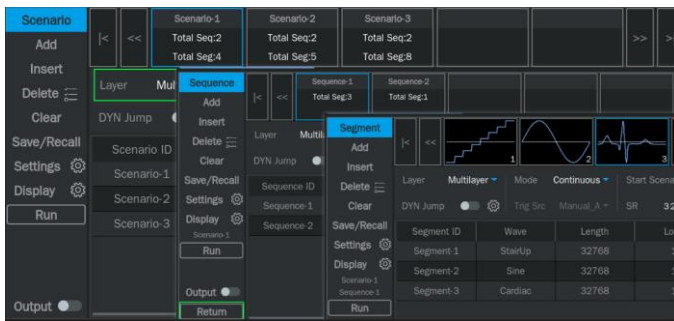 Scenario
Add
Insert
Delete
Clear
Save/Recall
Settings
Display
Run
Output
|< <<
Scenario-1
Total Seq:2
Total Seg:4
Scenario-2
Total Seq:2
Total Seg:5
Scenario-3
Total Seq:2
Total Seg:8
>>
Layer
DYN Jump
Scenario ID
Scenario-1
Scenario-2
Scenario-3
Sequence
Add
Insert
Delete
Clear
Save/Recall
Settings
Display
Scenario-1
Run
Output
Return
|< <<
Sequence-1
Total Seg:3
Sequence-2
Total Seg:1
Layer
DYN Jump
Sequence ID
Sequence-1
Sequence-2
Segment
Add
Insert
Delete
Clear
Save/Recall
Settings
Display
Scenario-1
Sequence-1
Run
|< <<
1
2
3
Layer Multilayer Mode Continuous Start
DYN Jump Trig Src Manual_A SR
Segment ID Wave Length
Segment-1 StairUp 32768
Segment-2 Sine 32768
Segment-3 Cardiac 32768